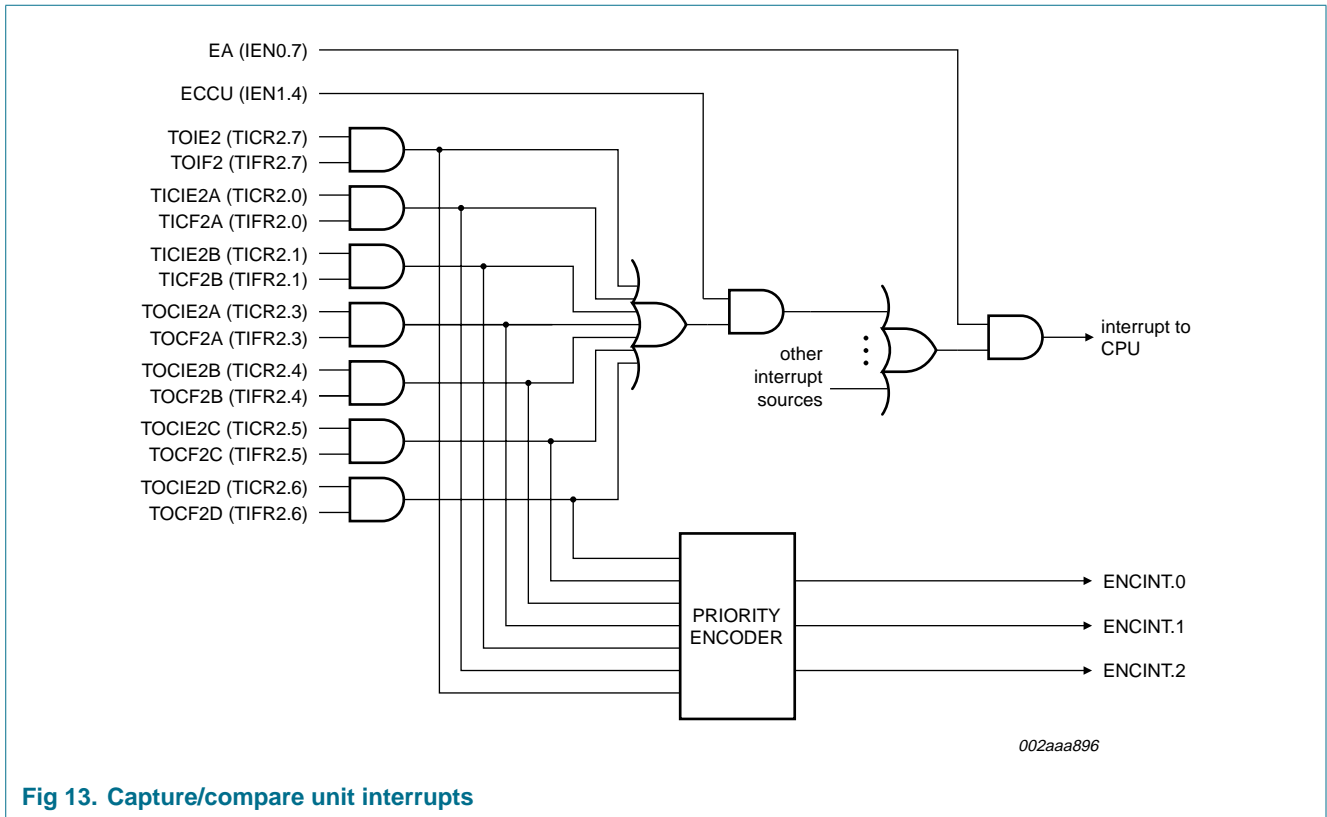 EA (IEN0.7)
ECCU (IEN1.4)
TOIE2 (TICR2.7)
TOIF2 (TIFR2.7)
TICIE2A (TICR2.0)
TICF2A (TIFR2.0)
TICIE2B (TICR2.1)
TICF2B (TIFR2.1)
TOCIE2A (TICR2.3)
TOCF2A (TIFR2.3)
TOCIE2B (TICR2.4)
TOCF2B (TIFR2.4)
TOCIE2C (TICR2.5)
TOCF2C (TIFR2.5)
TOCIE2D (TICR2.6)
TOCF2D (TIFR2.6)
other
interrupt
sources
interrupt to
CPU
PRIORITY
ENCODER
ENCINT.0
ENCINT.1
ENCINT.2
002aaa896
Fig 13. Capture/compare unit interrupts